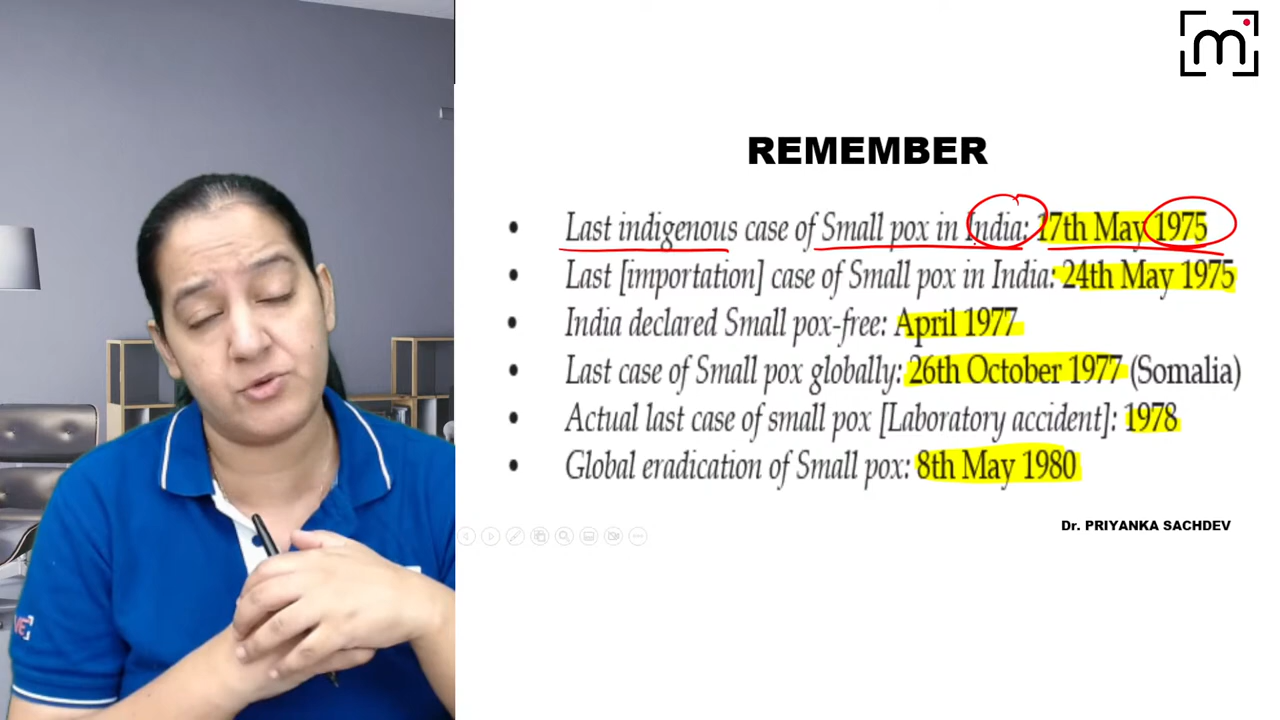 REMEMBER
• Last indigenous case of Small pox in India: 17th May 1975
• Last [importation] case of Small pox in India: 24th May 1975
• India declared Small pox-free: April 1977
• Last case of Small pox globally: 26th October 1977 (Somalia)
• Actual last case of small pox [Laboratory accident]: 1978
• Global eradication of Small pox: 8th May 1980
Dr. PRIYANKA SACHDEV
m